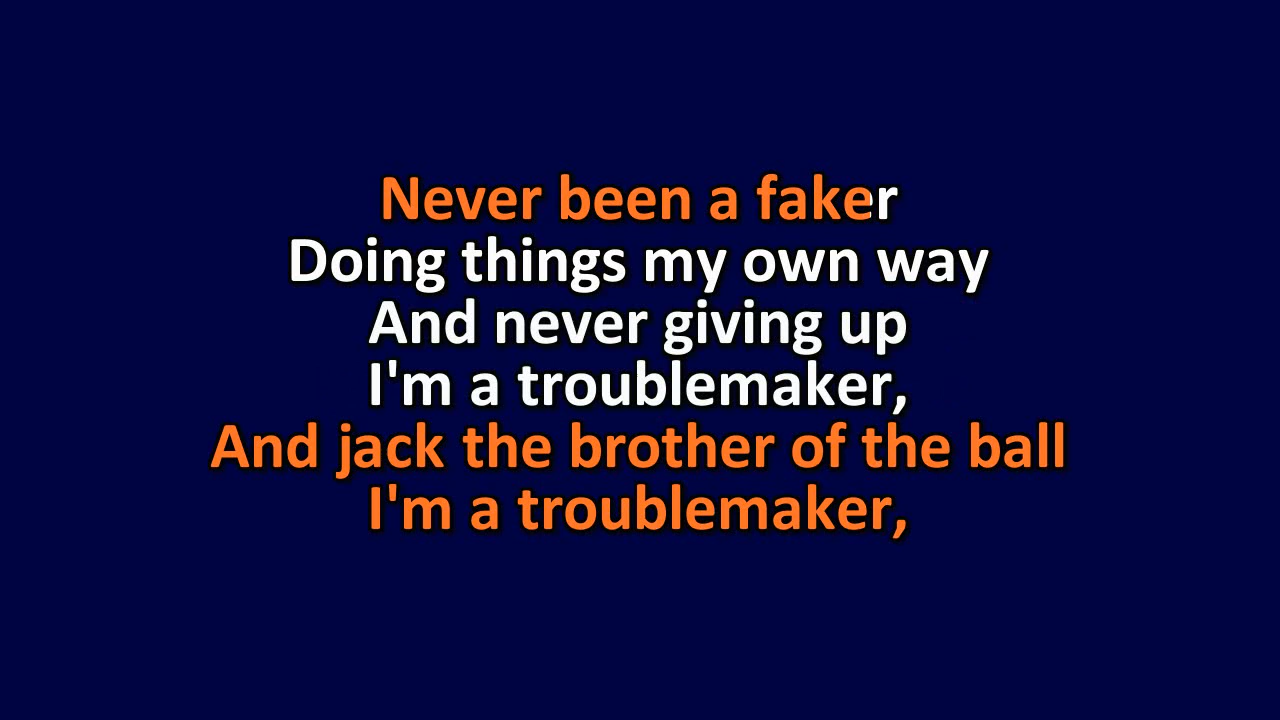 Never been a faker
Doing things my own way
And never giving up
I'm a troublemaker,
And jack the brother of the ball
I'm a troublemaker,